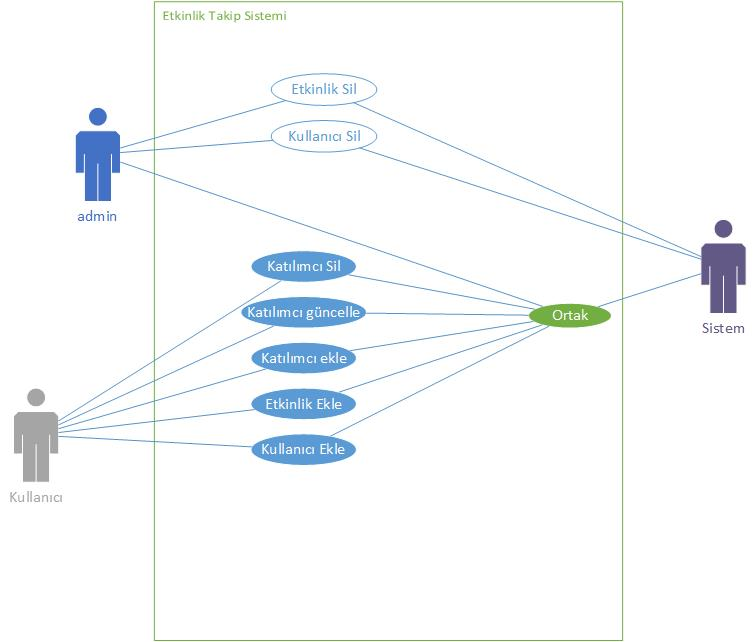 Etkinlik Takip Sistemi
Etkinlik Sil
Kullanıcı Sil
admin
Katılımcı Sil
Katılımcı güncelle
Ortak
Sistem
Katılımcı ekle
Etkinlik Ekle
Kullanıcı Ekle
Kullanıcı